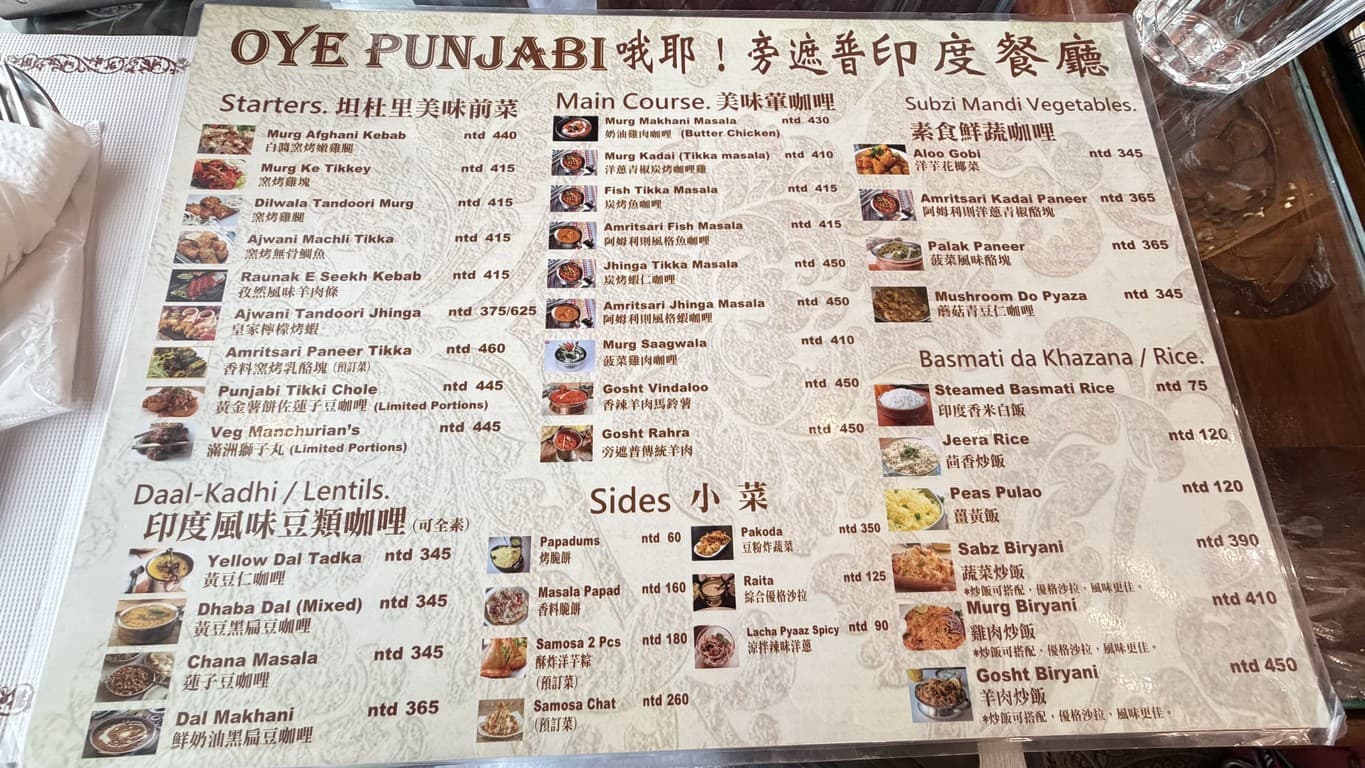 OYE PUNJABI 哦耶！旁遮普印度餐廳
Starters. 坦杜里美味前菜
Murg Afghani Kebab ntd 440
白醬窯烤嫩雞腿
Murg Ke Tikkey ntd 415
窯烤雞塊
Dilwala Tandoori Murg ntd 415
窯烤雞腿
Ajwani Machli Tikka ntd 415
窯烤無骨鯛魚
Raunak E Seekh Kebab ntd 415
孜然風味羊肉條
Ajwani Tandoori Jhinga ntd 375/625
皇家檸檬烤蝦
Amritsari Paneer Tikka ntd 460
香料窯烤乳酪塊 (預訂菜)
Punjabi Tikki Chole ntd 445
黃金薯餅佐蓮子豆咖哩 (Limited Portions)
Veg Manchurian's ntd 445
滿洲獅子丸 (Limited Portions)
Daal-Kadhi / Lentils.
印度風味豆類咖哩 (可全素)
Yellow Dal Tadka ntd 345
黃豆仁咖哩
Dhaba Dal (Mixed) ntd 345
黃豆黑扁豆咖哩
Chana Masala ntd 345
蓮子豆咖哩
Dal Makhani ntd 365
鮮奶油黑扁豆咖哩
Main Course. 美味葷咖哩
Murg Makhani Masala ntd 430
奶油雞肉咖哩 (Butter Chicken)
Murg Kadai (Tikka masala) ntd 410
洋蔥青椒炭烤咖哩雞
Fish Tikka Masala ntd 415
炭烤魚咖哩
Amritsari Fish Masala ntd 415
阿姆利則風格魚咖哩
Jhinga Tikka Masala ntd 450
炭烤蝦仁咖哩
Amritsari Jhinga Masala ntd 450
阿姆利則風格蝦咖哩
Murg Saagwala ntd 410
菠菜雞肉咖哩
Gosht Vindaloo ntd 450
香辣羊肉馬鈴薯
Gosht Rahra ntd 450
旁遮普傳統羊肉
Sides 小菜
Papadums ntd 60
烤脆餅
Masala Papad ntd 160
香料脆餅
Samosa 2 Pcs ntd 180
酥炸洋芋粽
(預訂菜)
Samosa Chat ntd 260
(預訂菜)
Pakoda ntd 350
豆粉炸蔬菜
Raita ntd 125
綜合優格沙拉
Lacha Pyaaz Spicy ntd 90
涼拌辣味洋蔥
Subzi Mandi Vegetables.
素食鮮蔬咖哩
Aloo Gobi ntd 345
洋芋花椰菜
Amritsari Kadai Paneer ntd 365
阿姆利則洋蔥青椒酪塊
Palak Paneer ntd 365
菠菜風味酪塊
Mushroom Do Pyaza ntd 345
蘑菇青豆仁咖哩
Basmati da Khazana / Rice.
Steamed Basmati Rice ntd 75
印度香米白飯
Jeera Rice ntd 120
茴香炒飯
Peas Pulao ntd 120
薑黃飯
Sabz Biryani ntd 390
蔬菜炒飯
*炒飯可搭配，優格沙拉，風味更佳。
Murg Biryani ntd 410
雞肉炒飯
*炒飯可搭配，優格沙拉，風味更佳。
Gosht Biryani ntd 450
羊肉炒飯
*炒飯可搭配，優格沙拉，風味更佳。